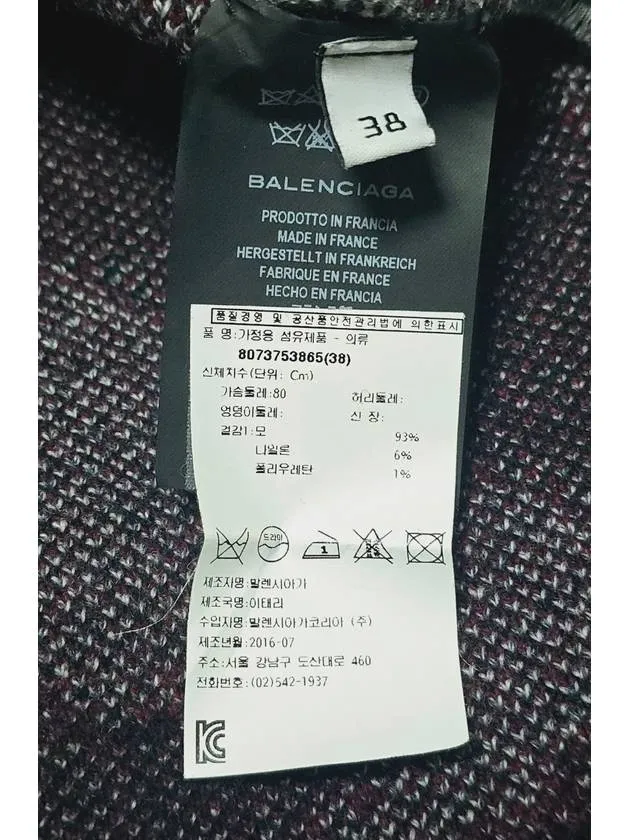 38
BALENCIAGA
PRODOTTO IN FRANCIA
MADE IN FRANCE
HERGESTELLT IN FRANKREICH
FABRIQUE EN FRANCE
HECHO EN FRANCIA
품질경영 및 공산품안전관리법에 의한표시
품 명:가정용 섬유제품 - 의류
8073753865(38)
신체치수(단위: Cm)
가슴둘레:80 허리둘레:
엉덩이둘레: 신 장:
겉감1:모 93%
나일론 6%
폴리우레탄 1%
드라이
1
제조자명:발렌시아가
제조국명:이태리
수입자명:발렌시아가코리아 (주)
제조년월:2016-07
주소:서울 강남구 도산대로 460
전화번호:(02)542-1937
KC